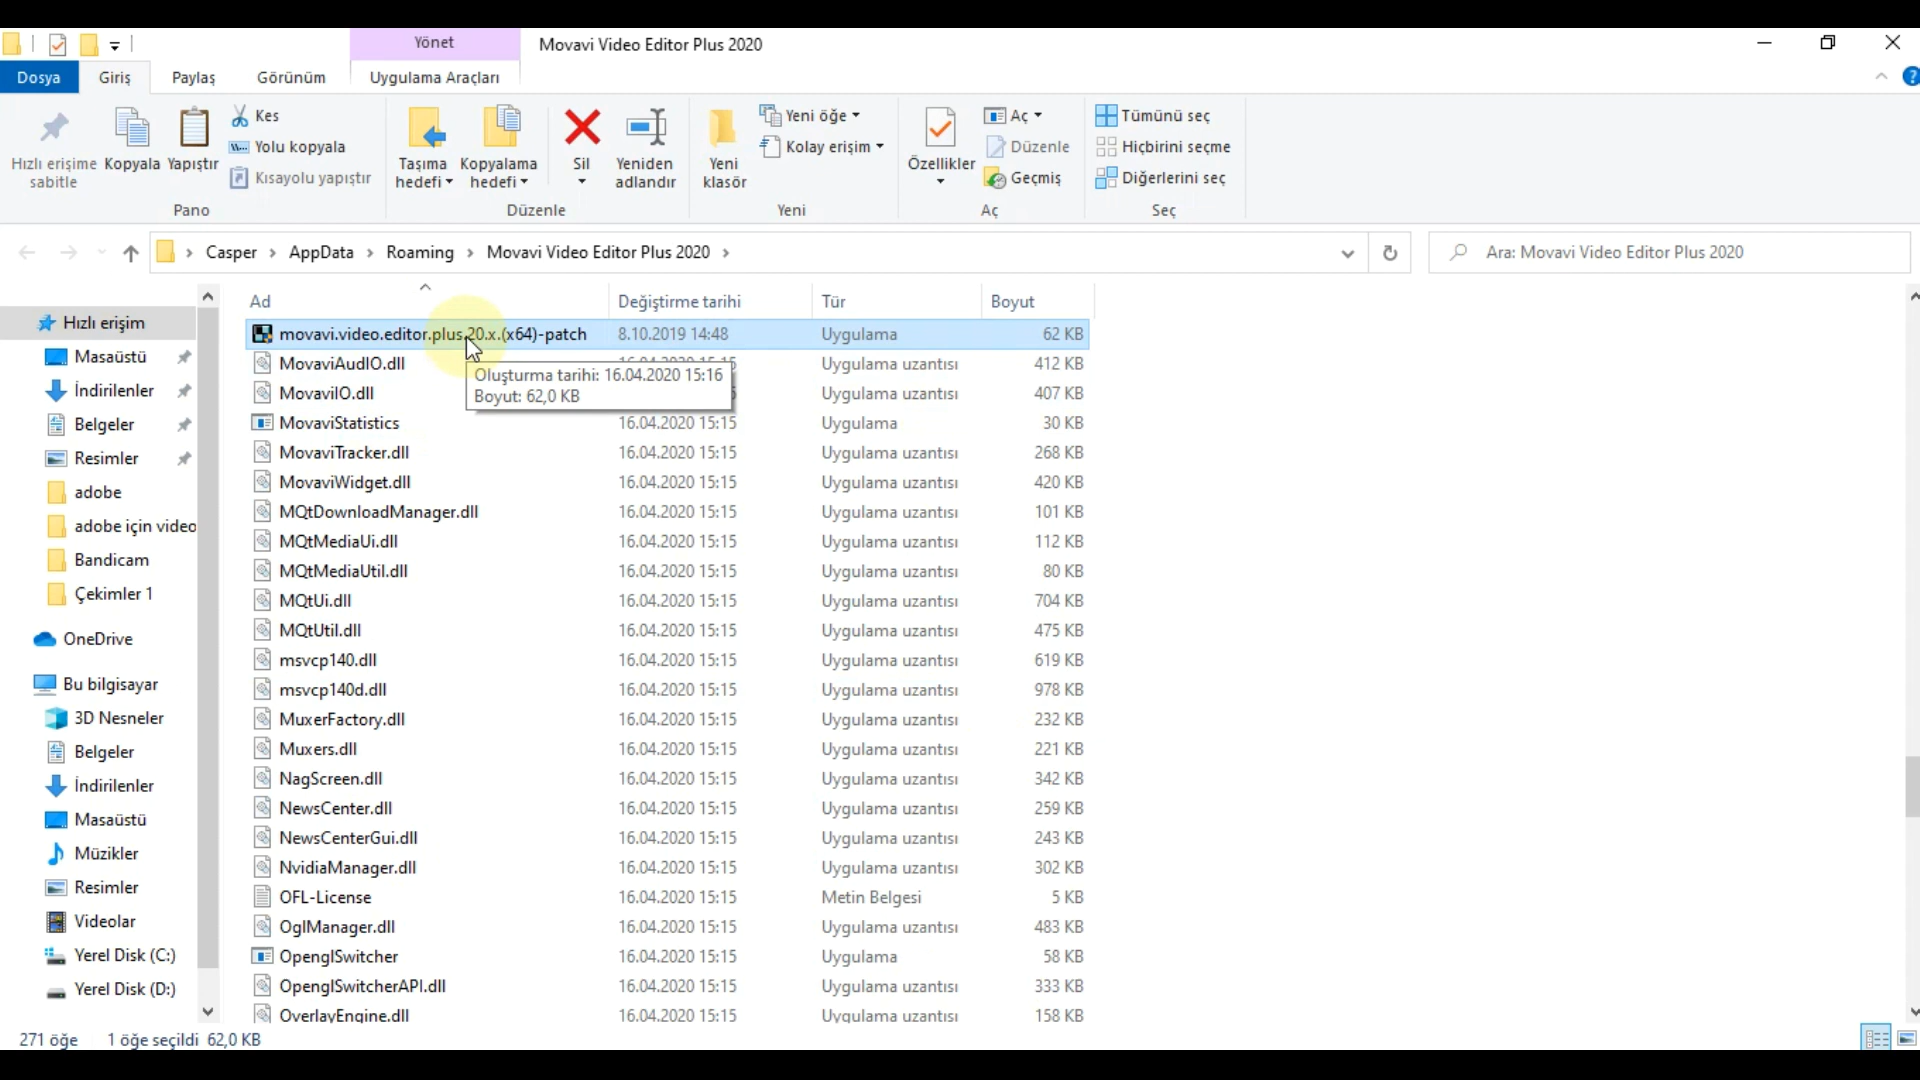 Yönet
Movavi Video Editor Plus 2020
Dosya
Giriş
Paylaş
Görünüm
Uygulama Araçları
Hızlı erişime sabitle
Kopyala
Yapıştır
Kes
Yolu kopyala
Kısayolu yapıştır
Pano
Taşıma hedefi
Kopyalama hedefi
Sil
Yeniden adlandır
Düzenle
Yeni klasör
Yeni öğe
Kolay erişim
Yeni
Özellikler
Aç
Düzenle
Geçmiş
Aç
Tümünü seç
Hiçbirini seçme
Diğerlerini seç
Seç
Casper > AppData > Roaming > Movavi Video Editor Plus 2020 >
Ara: Movavi Video Editor Plus 2020
Hızlı erişim
Masaüstü
İndirilenler
Belgeler
Resimler
adobe
adobe için video
Bandicam
Çekimler 1
OneDrive
Bu bilgisayar
3D Nesneler
Belgeler
İndirilenler
Masaüstü
Müzikler
Resimler
Videolar
Yerel Disk (C:)
Yerel Disk (D:)
Ad Değiştirme tarihi Tür Boyut
movavi.video.editor.plus.20.x.(x64)-patch 8.10.2019 14:48 Uygulama 62 KB
MovaviAudIO.dll Uygulama uzantısı 412 KB
MovaviIO.dll Uygulama uzantısı 407 KB
Oluşturma tarihi: 16.04.2020 15:16
Boyut: 62,0 KB
MovaviStatistics 16.04.2020 15:15 Uygulama 30 KB
MovaviTracker.dll 16.04.2020 15:15 Uygulama uzantısı 268 KB
MovaviWidget.dll 16.04.2020 15:15 Uygulama uzantısı 420 KB
MQtDownloadManager.dll 16.04.2020 15:15 Uygulama uzantısı 101 KB
MQtMediaUi.dll 16.04.2020 15:15 Uygulama uzantısı 112 KB
MQtMediaUtil.dll 16.04.2020 15:15 Uygulama uzantısı 80 KB
MQtUi.dll 16.04.2020 15:15 Uygulama uzantısı 704 KB
MQtUtil.dll 16.04.2020 15:15 Uygulama uzantısı 475 KB
msvcp140.dll 16.04.2020 15:15 Uygulama uzantısı 619 KB
msvcp140d.dll 16.04.2020 15:15 Uygulama uzantısı 978 KB
MuxerFactory.dll 16.04.2020 15:15 Uygulama uzantısı 232 KB
Muxers.dll 16.04.2020 15:15 Uygulama uzantısı 221 KB
NagScreen.dll 16.04.2020 15:15 Uygulama uzantısı 342 KB
NewsCenter.dll 16.04.2020 15:15 Uygulama uzantısı 259 KB
NewsCenterGui.dll 16.04.2020 15:15 Uygulama uzantısı 243 KB
NvidiaManager.dll 16.04.2020 15:15 Uygulama uzantısı 302 KB
OFL-License 16.04.2020 15:15 Metin Belgesi 5 KB
OglManager.dll 16.04.2020 15:15 Uygulama uzantısı 483 KB
OpenglSwitcher 16.04.2020 15:15 Uygulama 58 KB
OpenglSwitcherAPI.dll 16.04.2020 15:15 Uygulama uzantısı 333 KB
OverlayEngine.dll 16.04.2020 15:15 Uygulama uzantısı 158 KB
271 öğe 1 öğe seçildi 62,0 KB